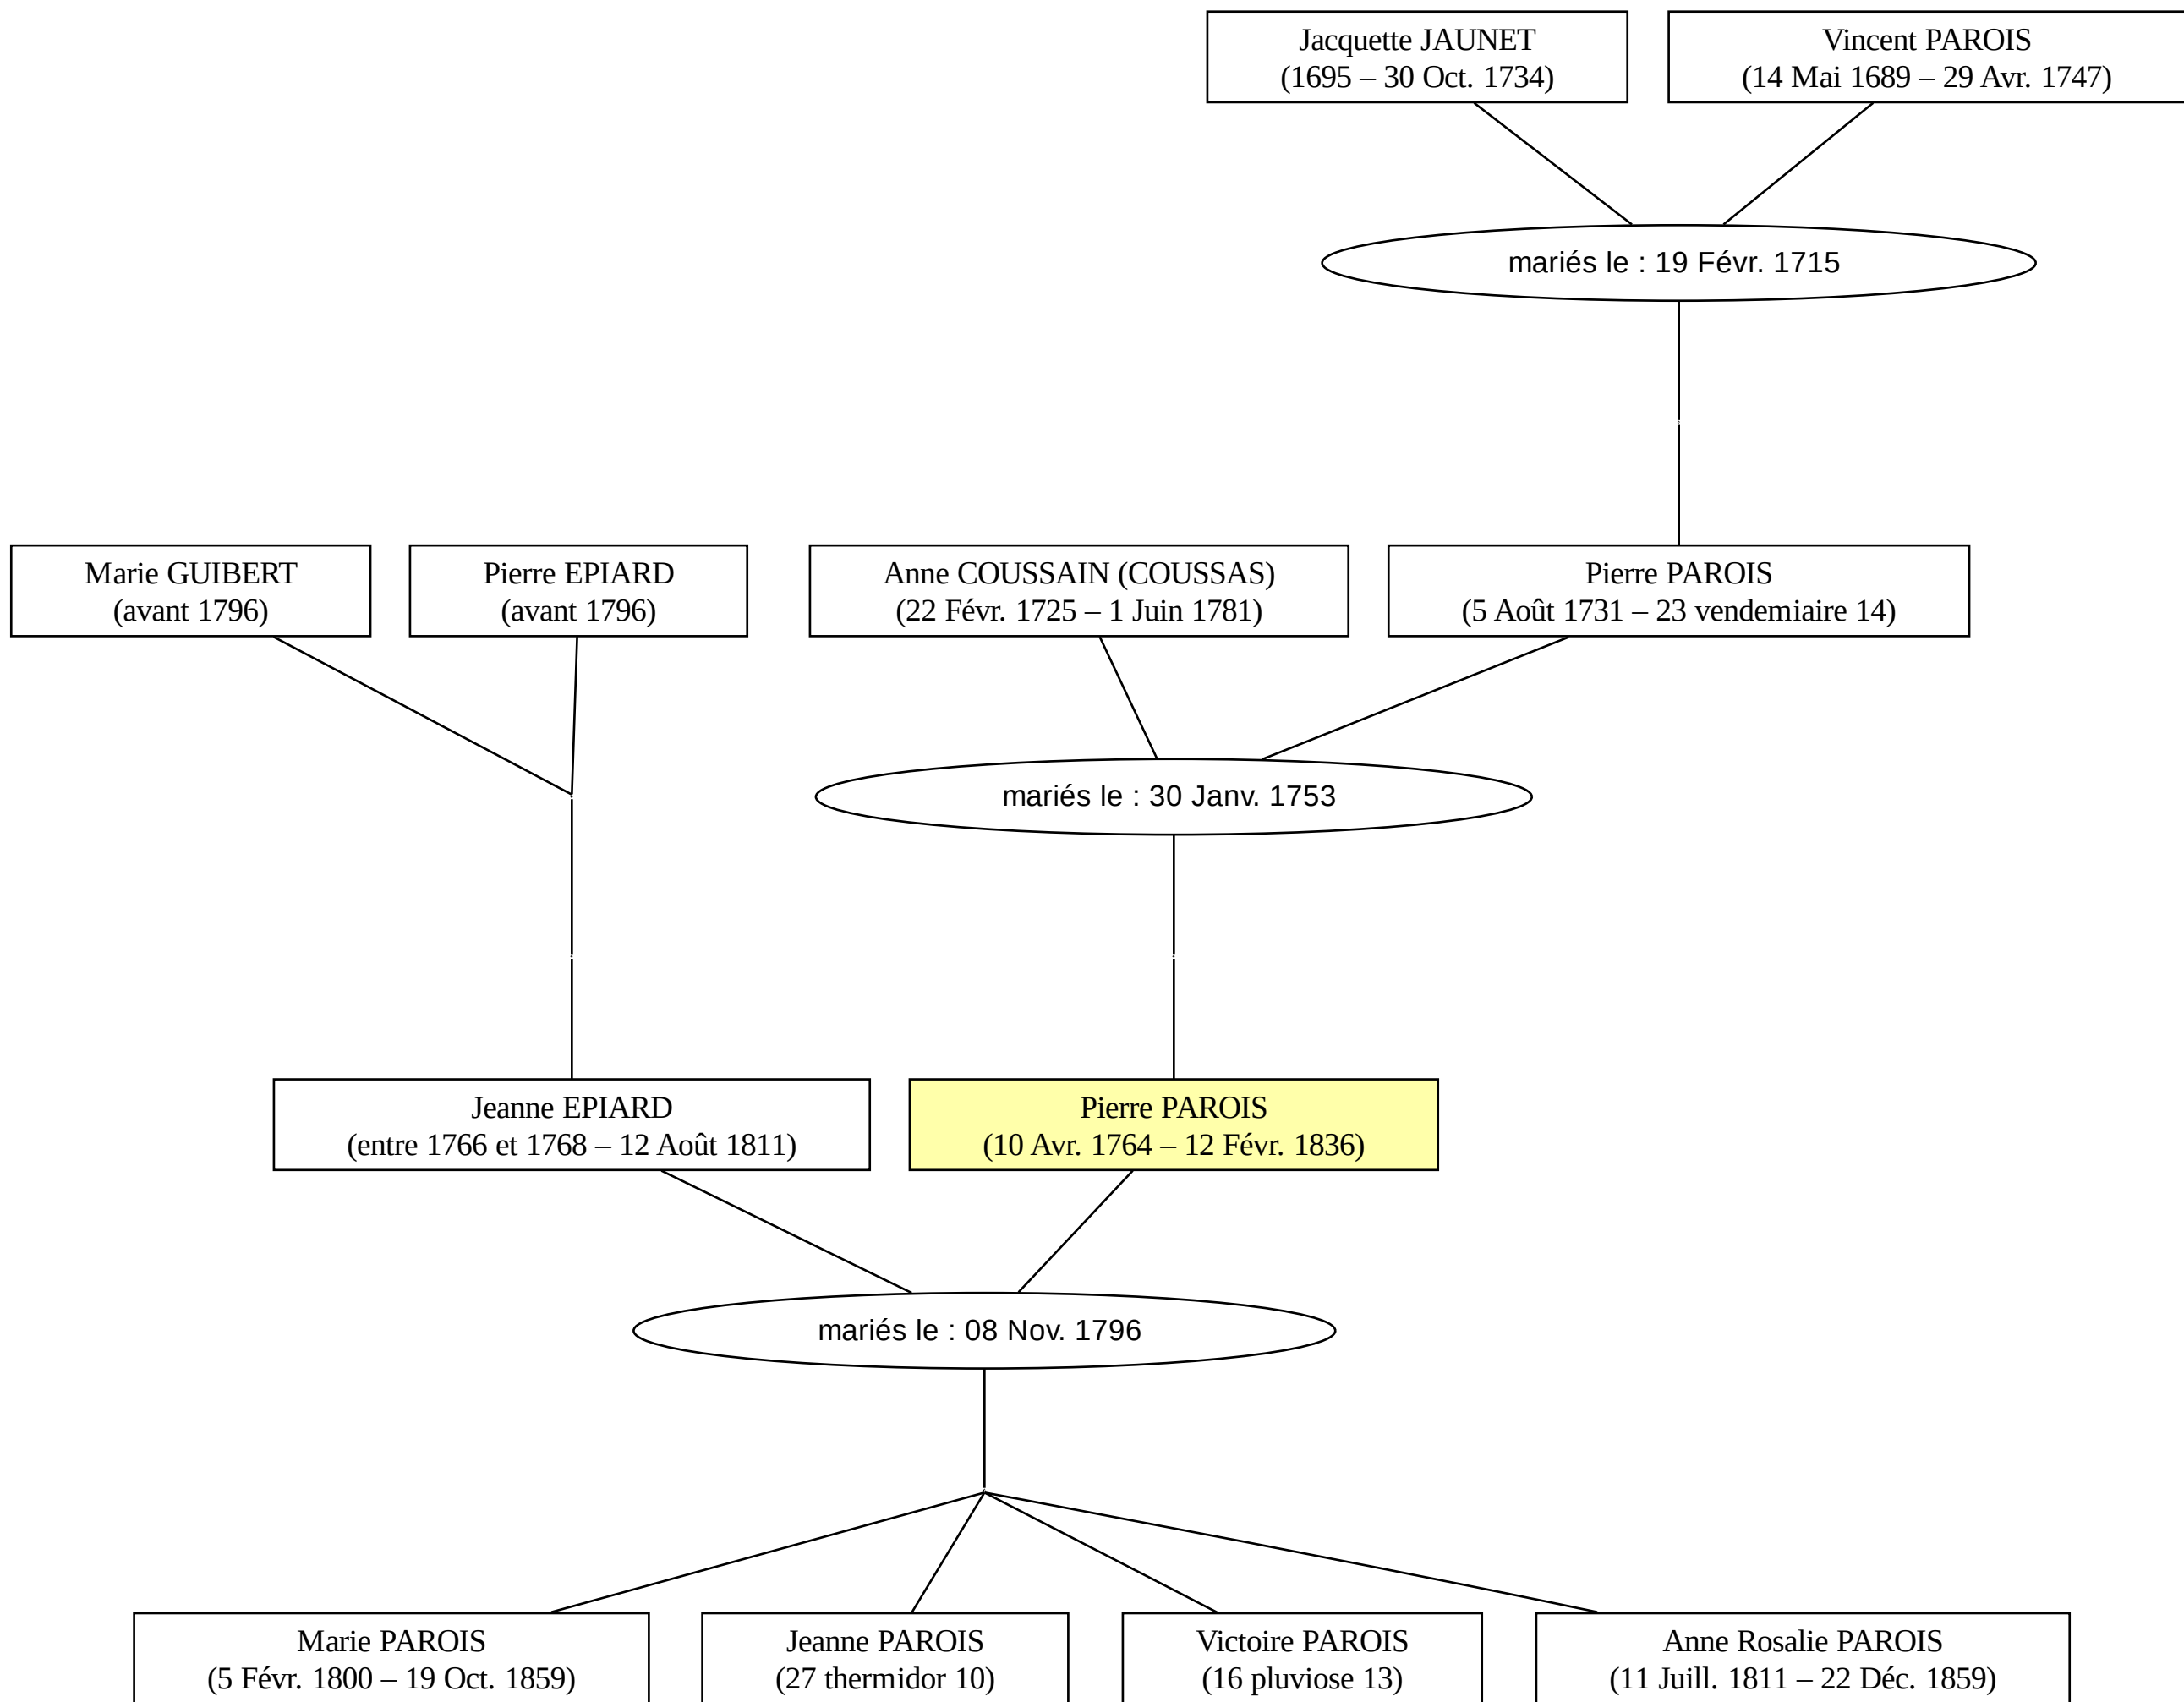 Jacquette JAUNET
(1695 – 30 Oct. 1734)
Vincent PAROIS
(14 Mai 1689 – 29 Avr. 1747)
mariés le : 19 Févr. 1715
Marie GUIBERT
(avant 1796)
Pierre EPIARD
(avant 1796)
Anne COUSSAIN (COUSSAS)
(22 Févr. 1725 – 1 Juin 1781)
Pierre PAROIS
(5 Août 1731 – 23 vendemiaire 14)
mariés le : 30 Janv. 1753
Jeanne EPIARD
(entre 1766 et 1768 – 12 Août 1811)
Pierre PAROIS
(10 Avr. 1764 – 12 Févr. 1836)
mariés le : 08 Nov. 1796
Marie PAROIS
(5 Févr. 1800 – 19 Oct. 1859)
Jeanne PAROIS
(27 thermidor 10)
Victoire PAROIS
(16 pluviose 13)
Anne Rosalie PAROIS
(11 Juill. 1811 – 22 Déc. 1859)